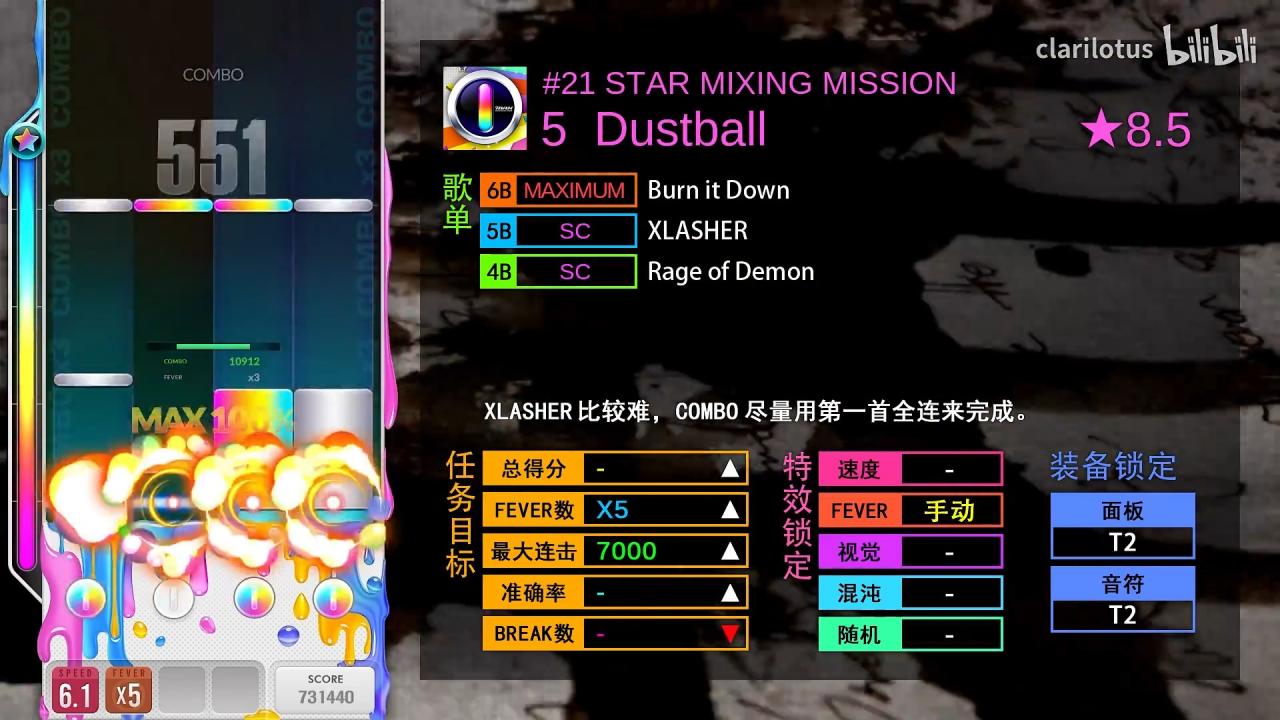 clarilotus bilibili
COMBO
551
COMBO 10912
FEVER x3
MAX 100%
SPEED 6.1
FEVER x5
SCORE
731440
#21 STAR MIXING MISSION
5 Dustball
★8.5
歌单
6B MAXIMUM Burn it Down
5B SC XLASHER
4B SC Rage of Demon
XLASHER 比较难，COMBO 尽量用第一首全连来完成。
任务目标
总得分 - ▲
FEVER数 X5 ▲
最大连击 7000 ▲
准确率 - ▲
BREAK数 - ▼
特效锁定
速度 -
FEVER 手动
视觉 -
混沌 -
随机 -
装备锁定
面板
T2
音符
T2